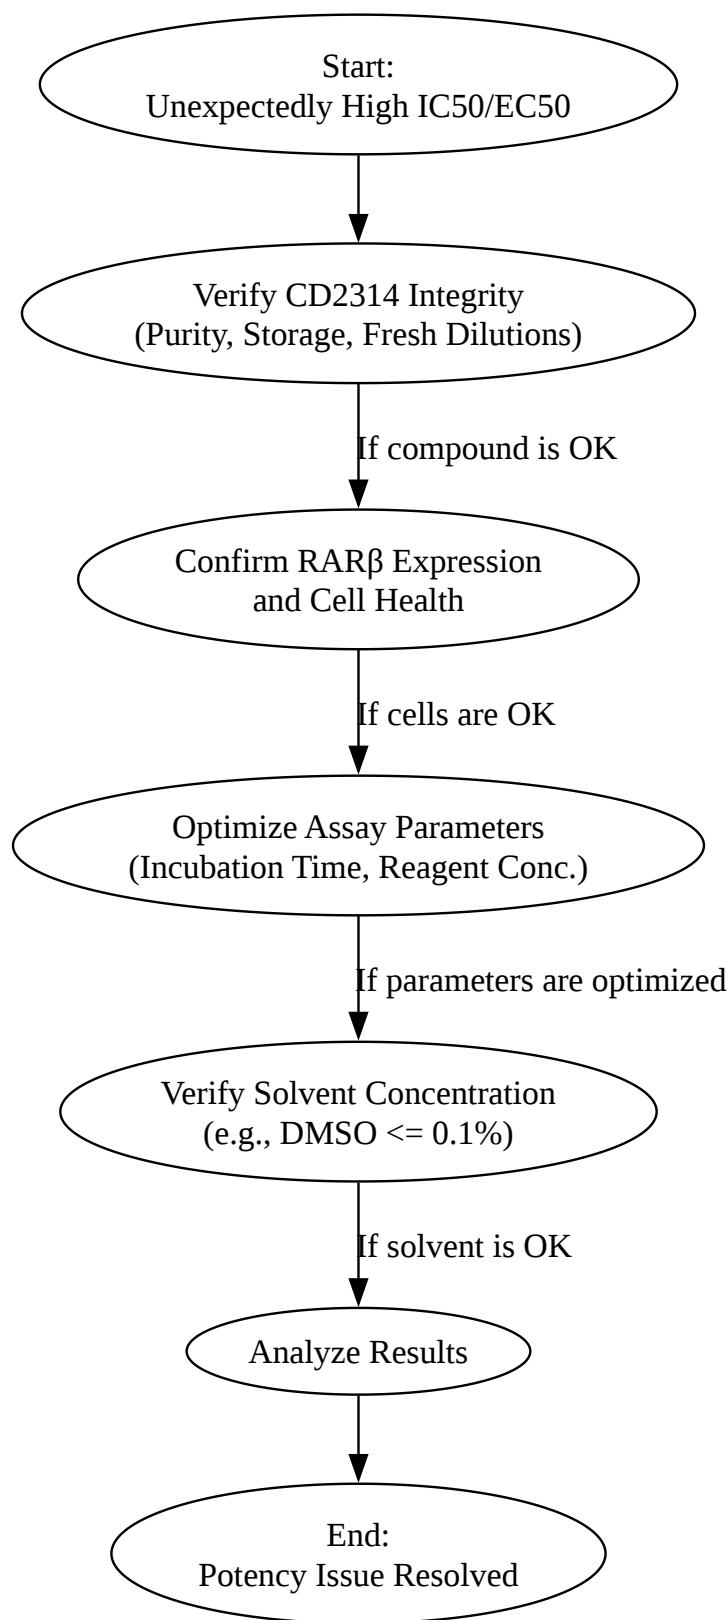 Start:
Unexpectedly High IC50/EC50
Verify CD2314 Integrity
(Purity, Storage, Fresh Dilutions)
If compound is OK
Confirm RARβ Expression
and Cell Health
If cells are OK
Optimize Assay Parameters
(Incubation Time, Reagent Conc.)
If parameters are optimized
Verify Solvent Concentration
(e.g., DMSO <= 0.1%)
If solvent is OK
Analyze Results
End:
Potency Issue Resolved